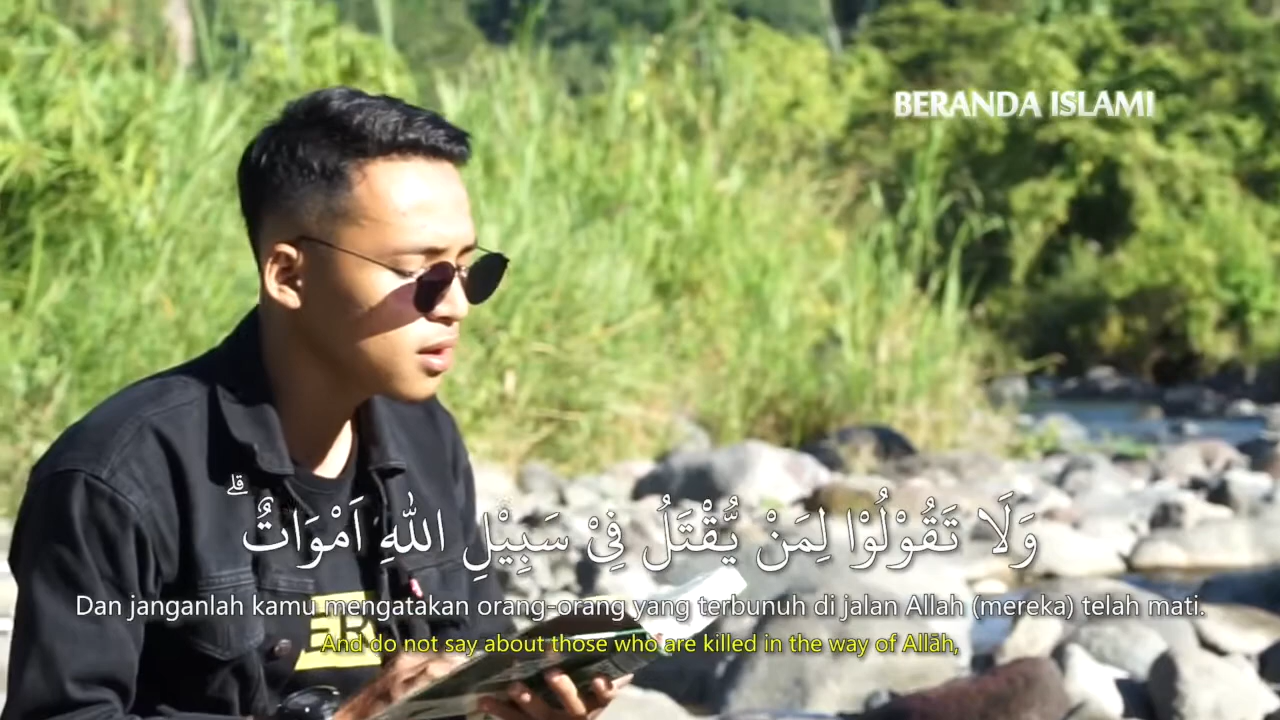 BERANDA ISLAMI
وَلَا تَقُوْلُوْا لِمَنْ يُّقْتَلُ فِيْ سَبِيْلِ اللّٰهِ اَمْوَاتٌ ۗ
Dan janganlah kamu mengatakan orang-orang yang terbunuh di jalan Allah (mereka) telah mati.
And do not say about those who are killed in the way of Allāh,